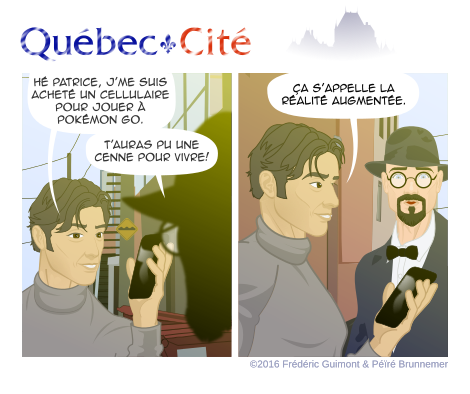 Québec Cité
HÉ PATRICE, J'ME SUIS
ACHETÉ UN CELLULAIRE
POUR JOUER À
POKÉMON GO.
T'AURAS PU UNE
CENNE POUR VIVRE!
ÇA S'APPELLE LA
RÉALITÉ AUGMENTÉE.
©2016 Frédéric Guimont & Péïré Brunnemer